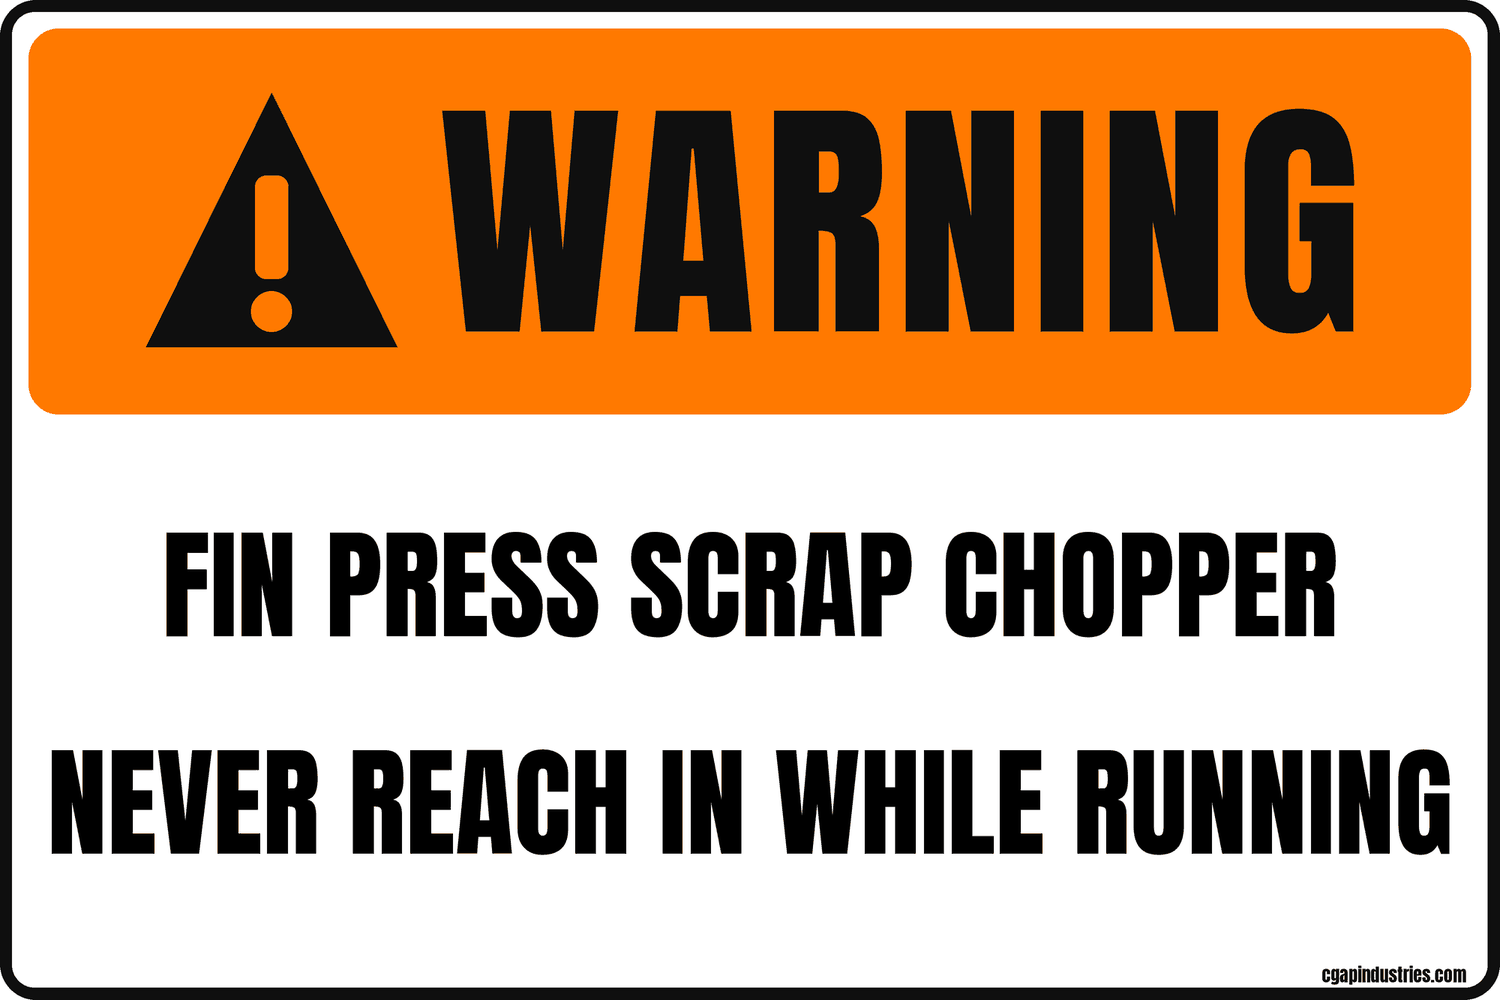 WARNING
FIN PRESS SCRAP CHOPPER
NEVER REACH IN WHILE RUNNING
cgapindustries.com